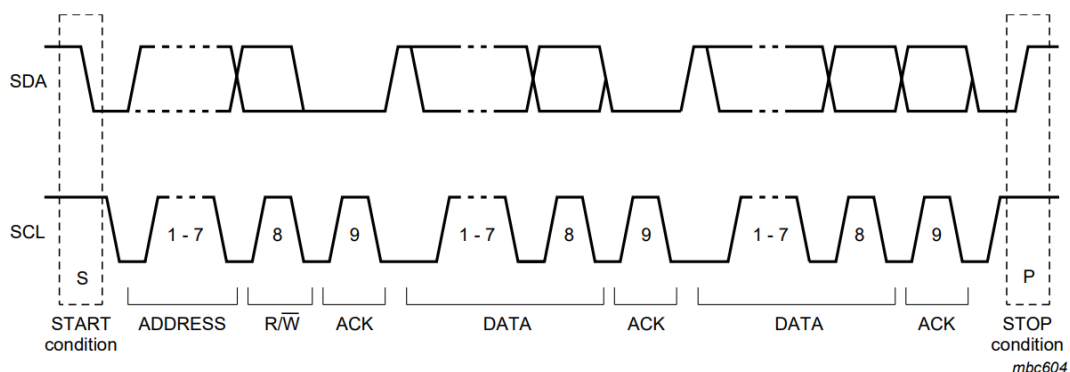 SDA
SCL
1 - 7
8
9
1 - 7
8
9
1 - 7
8
9
S
P
START
condition
ADDRESS
R/W̅
ACK
DATA
ACK
DATA
ACK
STOP
condition
mbc604